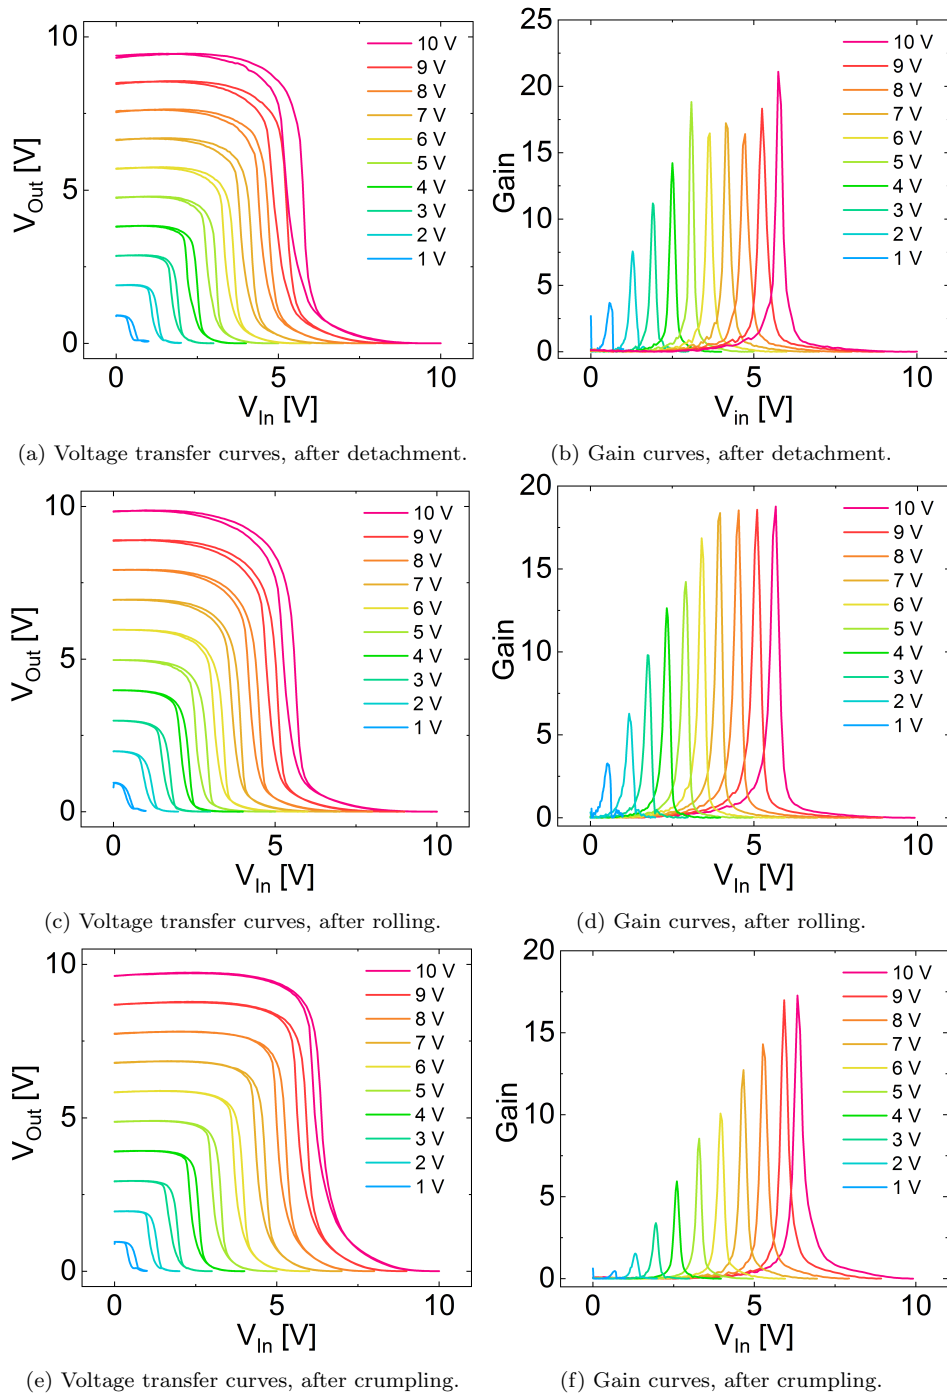 10
5
0
V_Out [V]
10 V
9 V
8 V
7 V
6 V
5 V
4 V
3 V
2 V
1 V
0
5
10
V_In [V]
(a) Voltage transfer curves, after detachment.
25
20
15
10
5
0
Gain
10 V
9 V
8 V
7 V
6 V
5 V
4 V
3 V
2 V
1 V
0
5
10
V_in [V]
(b) Gain curves, after detachment.
10
5
0
V_Out [V]
10 V
9 V
8 V
7 V
6 V
5 V
4 V
3 V
2 V
1 V
0
5
10
V_In [V]
(c) Voltage transfer curves, after rolling.
20
15
10
5
0
Gain
10 V
9 V
8 V
7 V
6 V
5 V
4 V
3 V
2 V
1 V
0
5
10
V_In [V]
(d) Gain curves, after rolling.
10
5
0
V_Out [V]
10 V
9 V
8 V
7 V
6 V
5 V
4 V
3 V
2 V
1 V
0
5
10
V_In [V]
(e) Voltage transfer curves, after crumpling.
20
15
10
5
0
Gain
10 V
9 V
8 V
7 V
6 V
5 V
4 V
3 V
2 V
1 V
0
5
10
V_In [V]
(f) Gain curves, after crumpling.